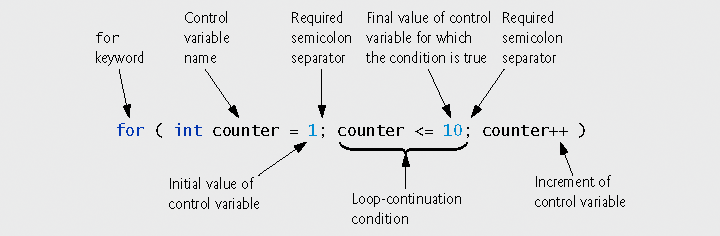 for
keyword
Control
variable
name
Required
semicolon
separator
Final value of control
variable for which
the condition is true
Required
semicolon
separator
for ( int counter = 1; counter <= 10; counter++ )
Initial value of
control variable
Loop-continuation
condition
Increment of
control variable